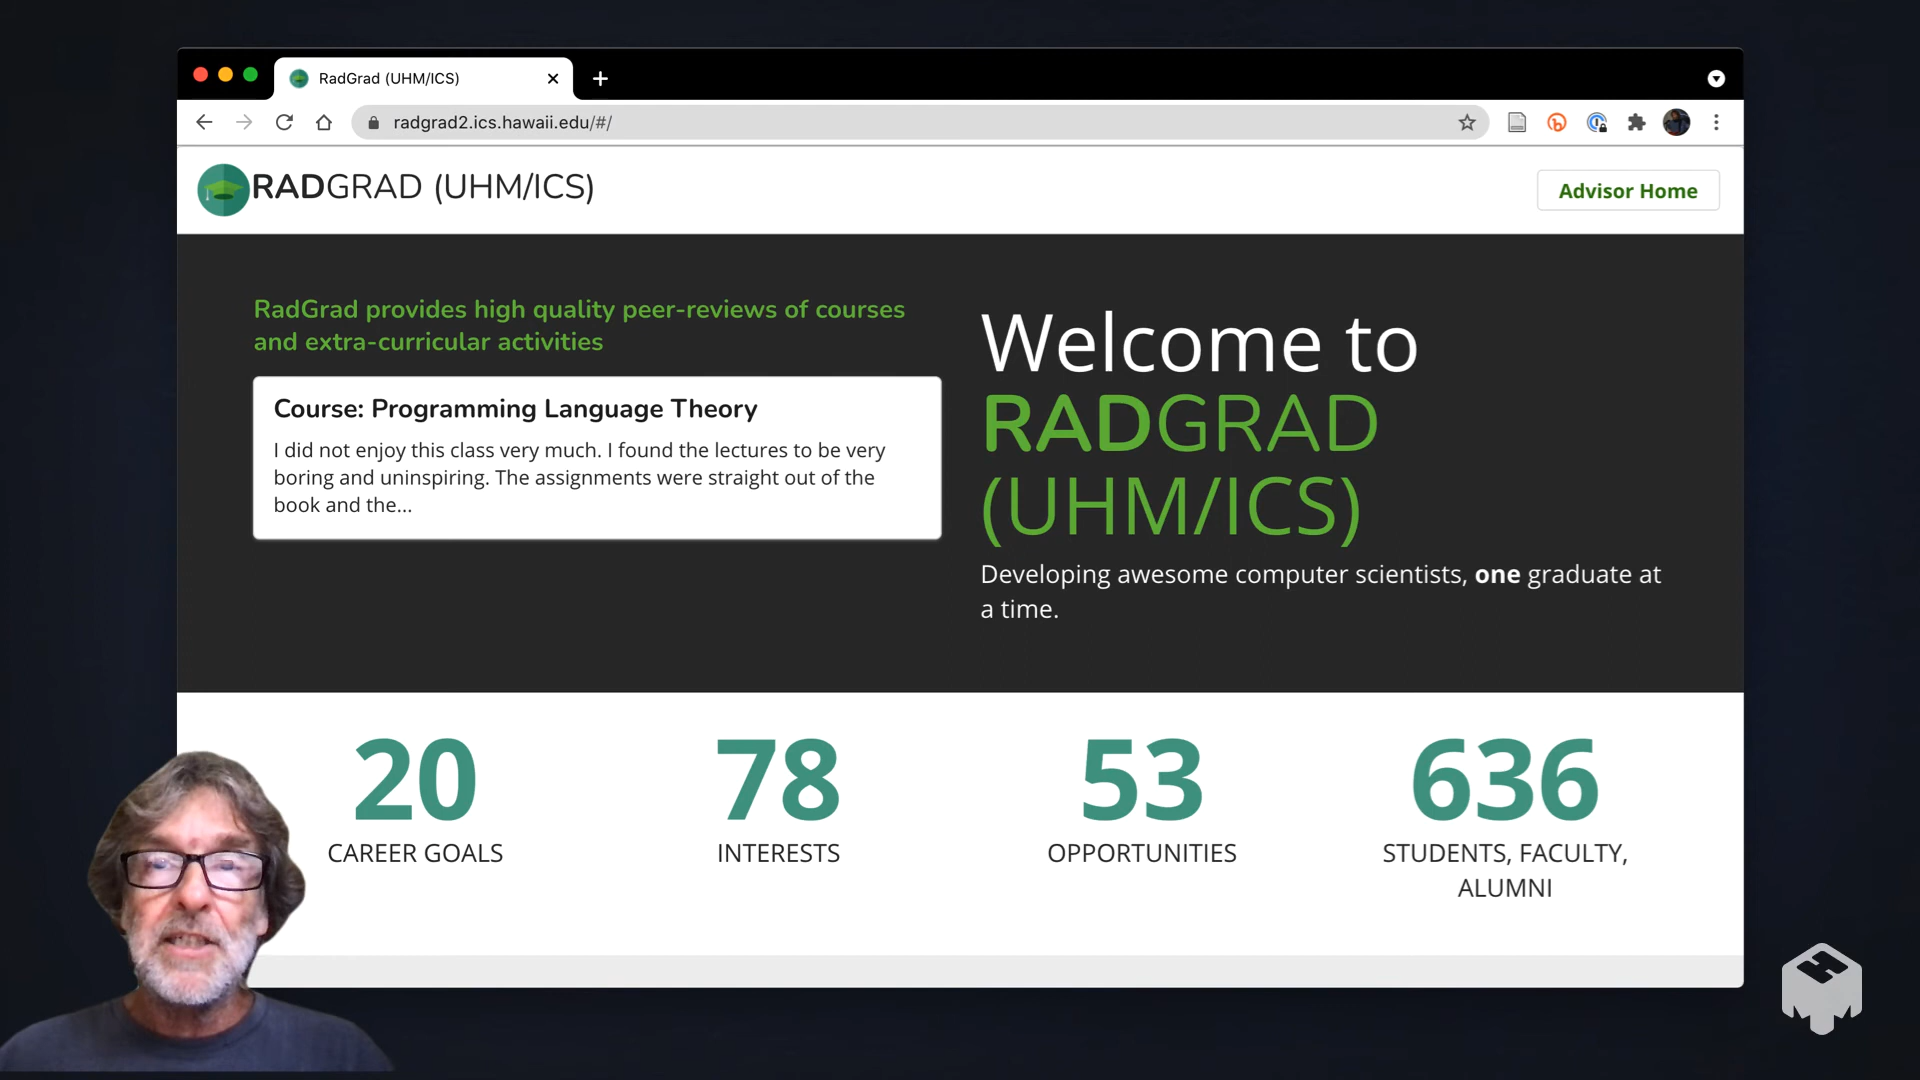 RadGrad (UHM/ICS)
radgrad2.ics.hawaii.edu/#/
RADGRAD (UHM/ICS)
Advisor Home
RadGrad provides high quality peer-reviews of courses
and extra-curricular activities
Course: Programming Language Theory
I did not enjoy this class very much. I found the lectures to be very
boring and uninspiring. The assignments were straight out of the
book and the...
Welcome to
RADGRAD
(UHM/ICS)
Developing awesome computer scientists, one graduate at
a time.
20
CAREER GOALS
78
INTERESTS
53
OPPORTUNITIES
636
STUDENTS, FACULTY,
ALUMNI